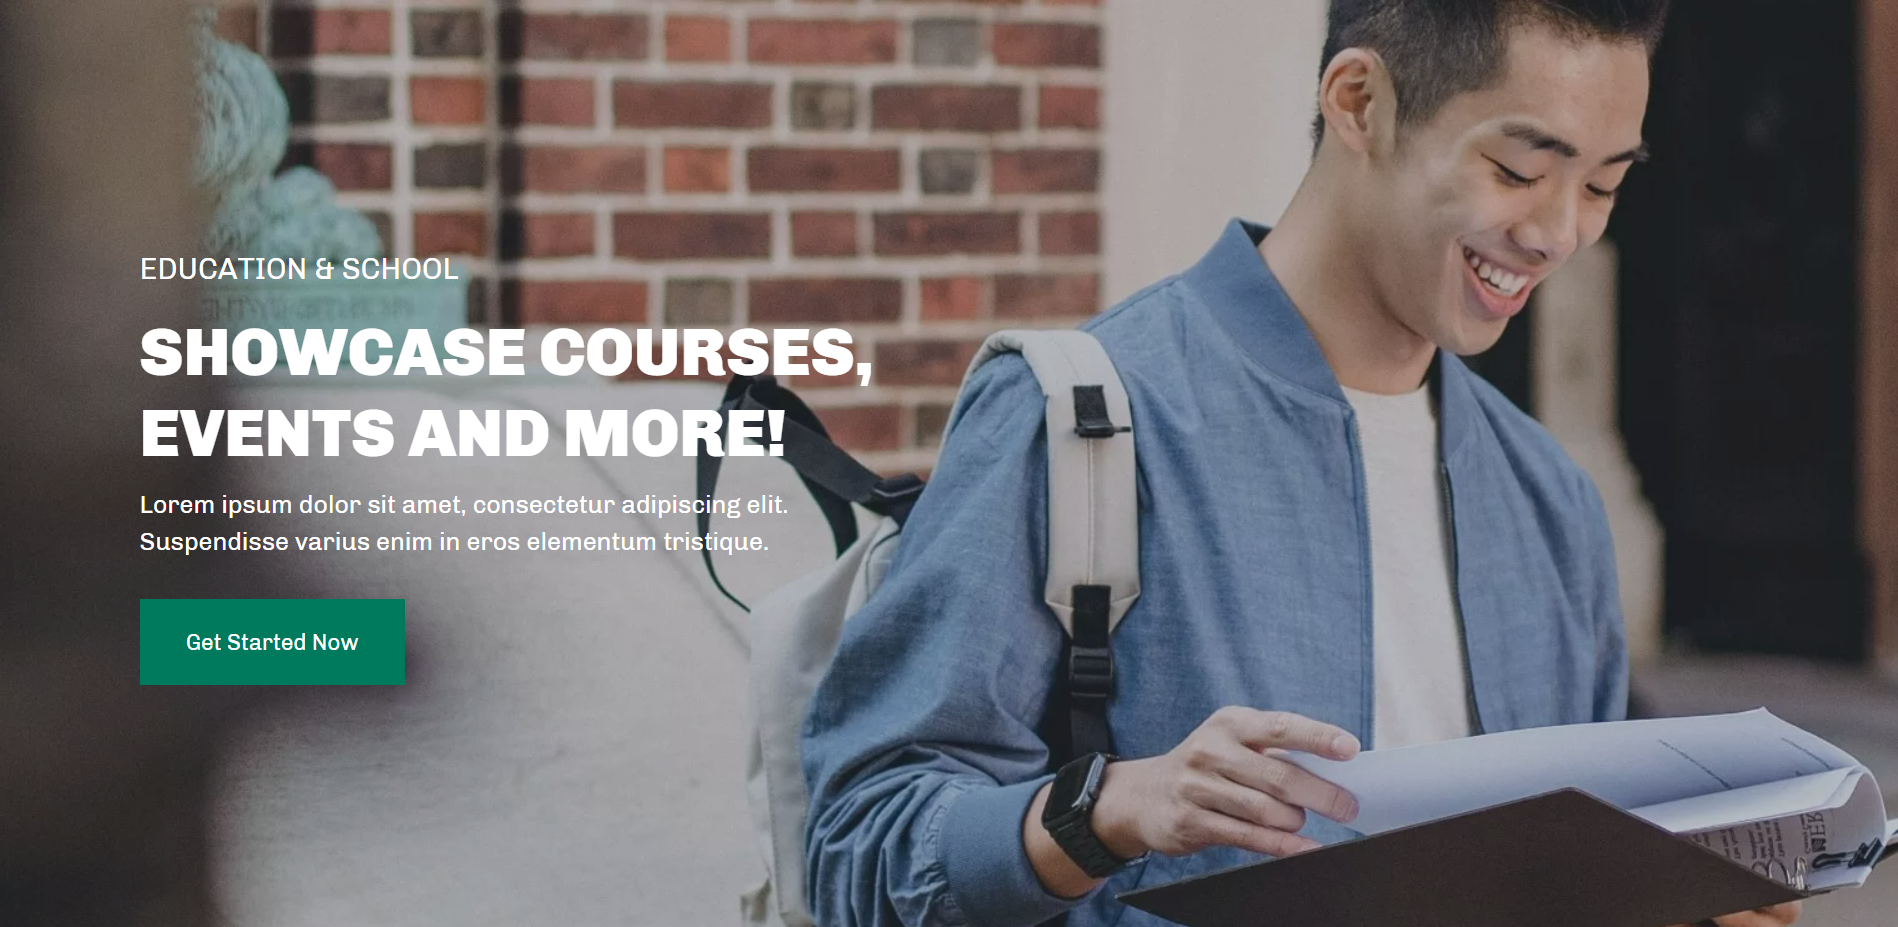 EDUCATION & SCHOOL
SHOWCASE COURSES,
EVENTS AND MORE!
Lorem ipsum dolor sit amet, consectetur adipiscing elit.
Suspendisse varius enim in eros elementum tristique.
Get Started Now